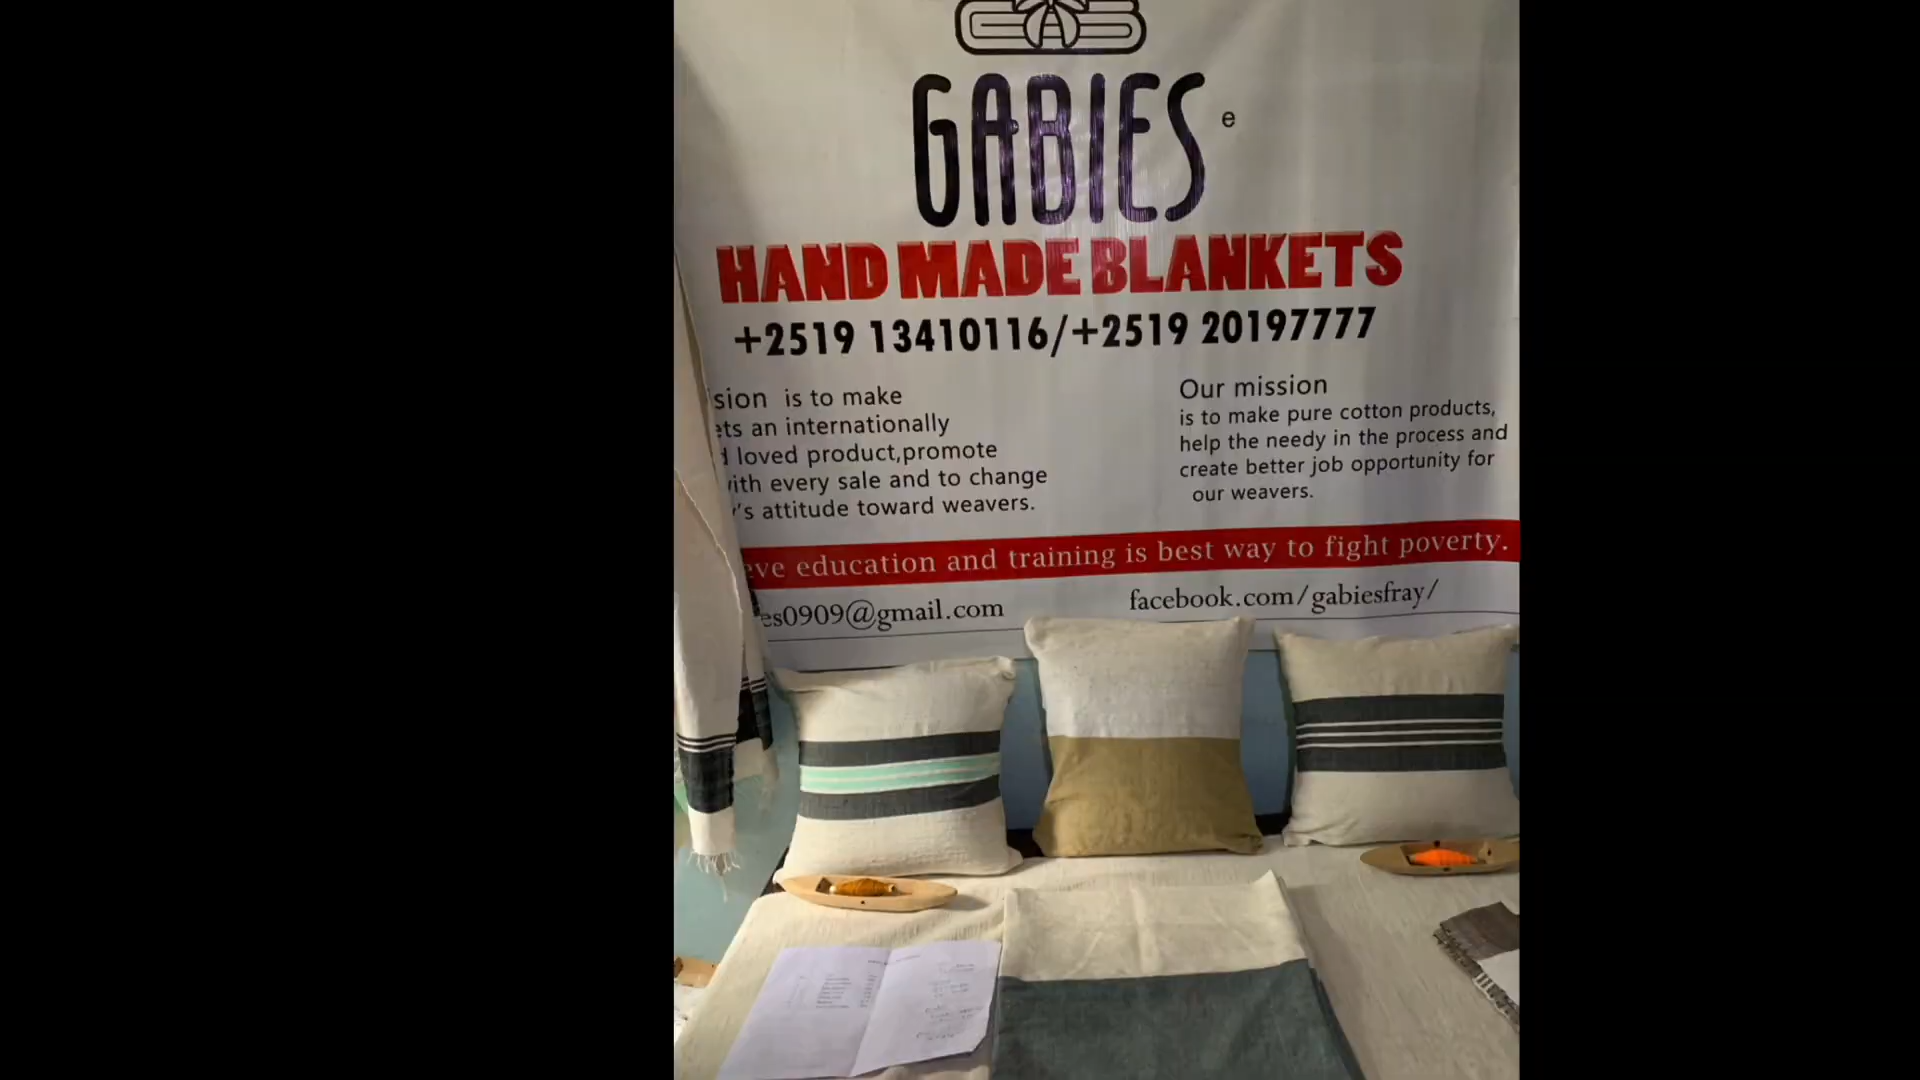 GABIES e
HAND MADE BLANKETS
+2519 13410116/+2519 20197777
sion is to make
ts an internationally
loved product,promote
ith every sale and to change
's attitude toward weavers.
Our mission
is to make pure cotton products,
help the needy in the process and
create better job opportunity for
our weavers.
eve education and training is best way to fight poverty.
es0909@gmail.com
facebook.com/gabiesfray/